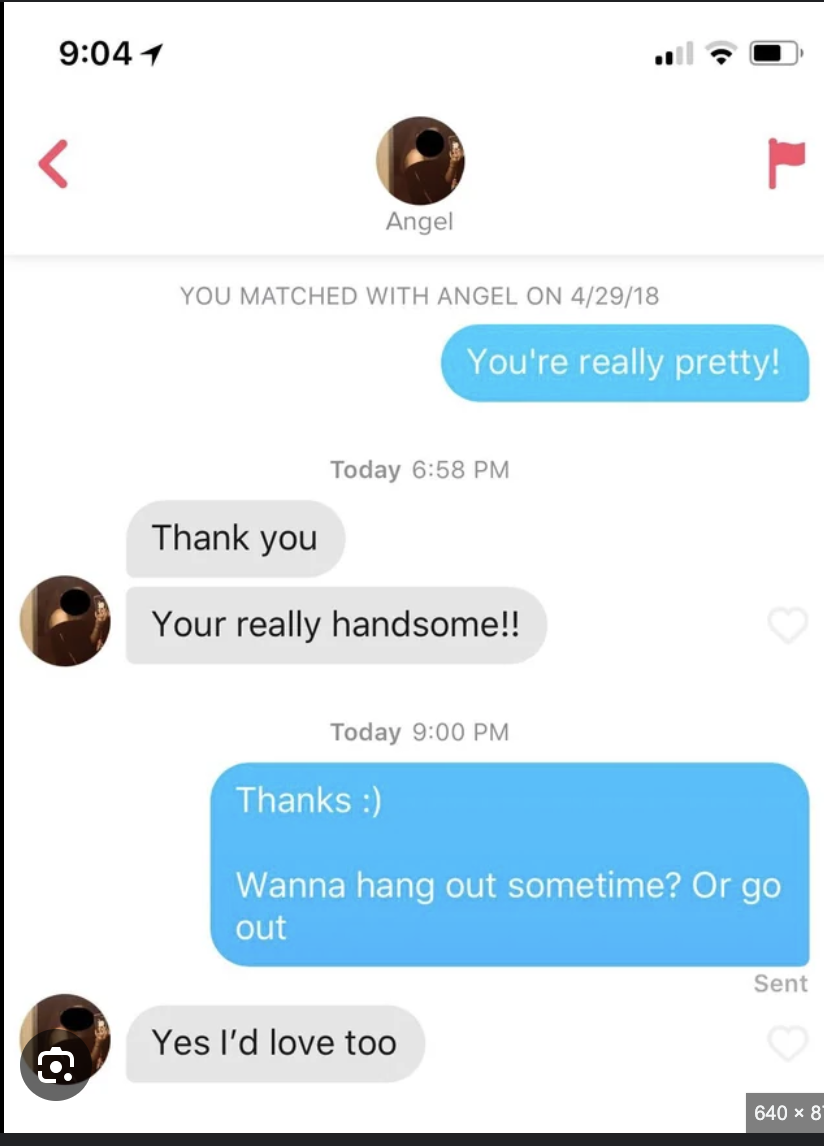 9:04
Angel
YOU MATCHED WITH ANGEL ON 4/29/18
You're really pretty!
Today 6:58 PM
Thank you
Your really handsome!!
Today 9:00 PM
Thanks :)
Wanna hang out sometime? Or go
out
Sent
Yes I'd love too
640 × 8